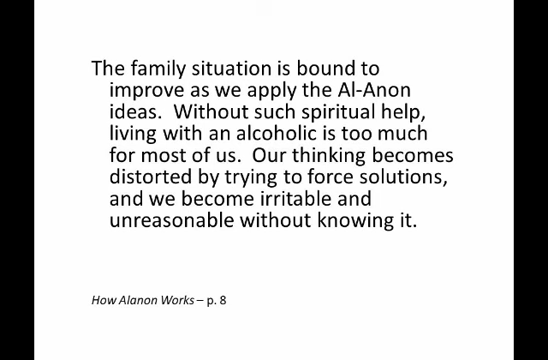 The family situation is bound to
improve as we apply the Al-Anon
ideas.  Without such spiritual help,
living with an alcoholic is too much
for most of us.  Our thinking becomes
distorted by trying to force solutions,
and we become irritable and
unreasonable without knowing it.
How Alanon Works – p. 8